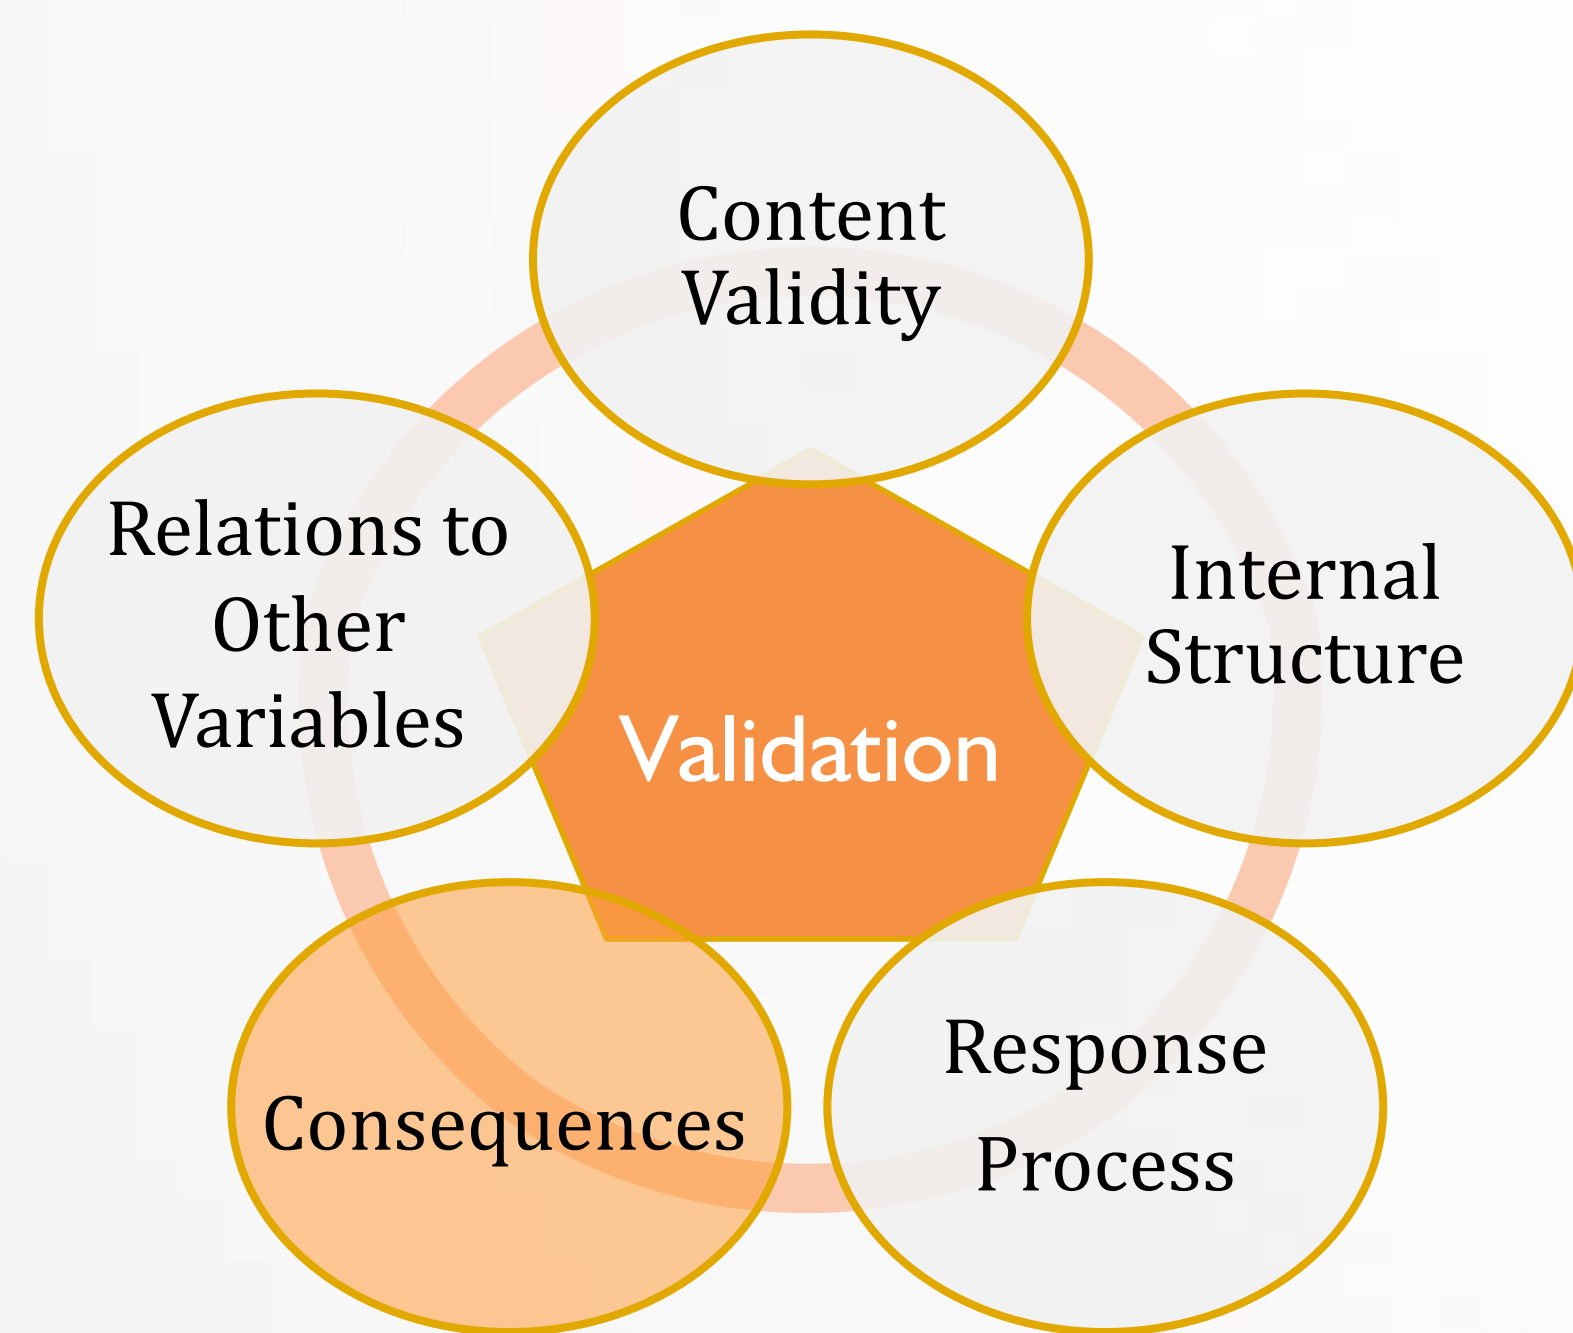 Content
Validity
Relations to
Other
Variables
Internal
Structure
Validation
Consequences
Response
Process